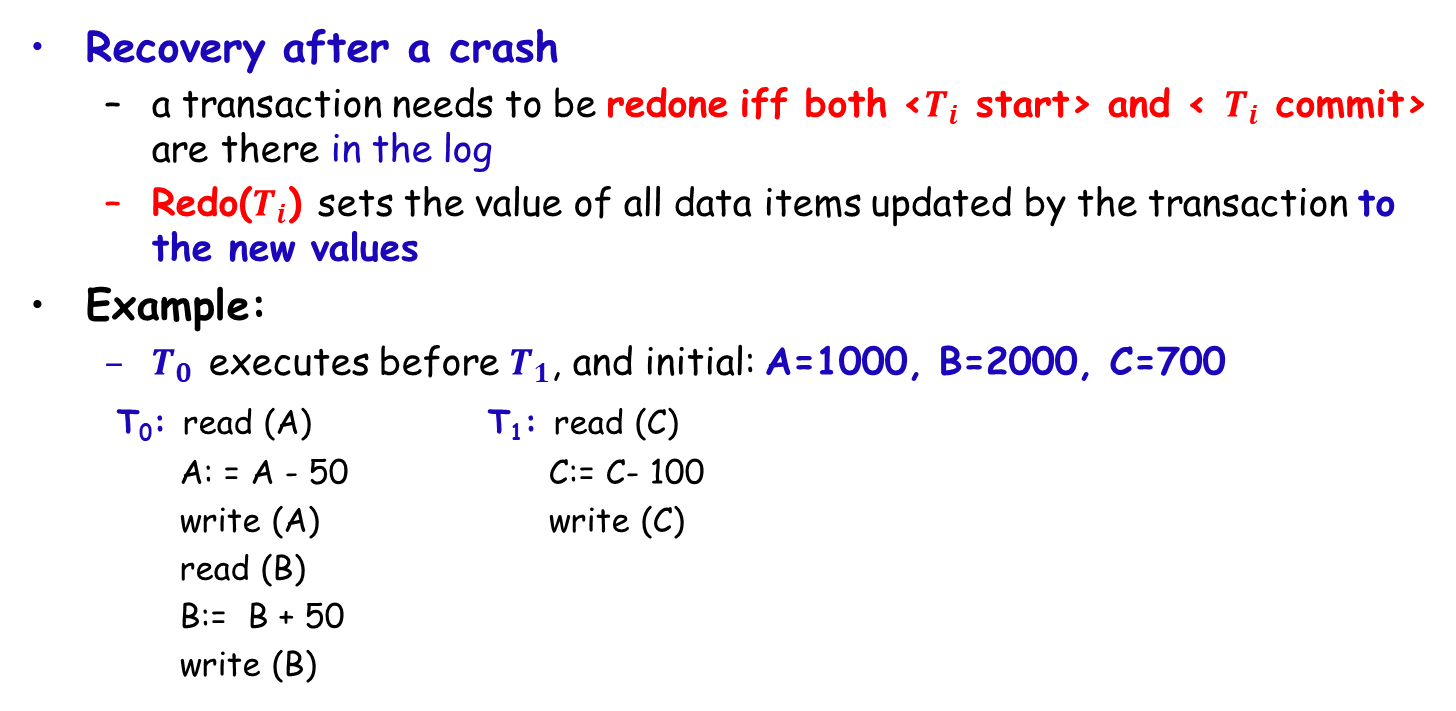 • Recovery after a crash
– a transaction needs to be redone iff both <Tᵢ start> and < Tᵢ commit>
are there in the log
– Redo(Tᵢ) sets the value of all data items updated by the transaction to
the new values
• Example:
– T₀ executes before T₁, and initial: A=1000, B=2000, C=700
T₀: read (A) T₁: read (C)
A: = A - 50 C:= C- 100
write (A) write (C)
read (B)
B:= B + 50
write (B)